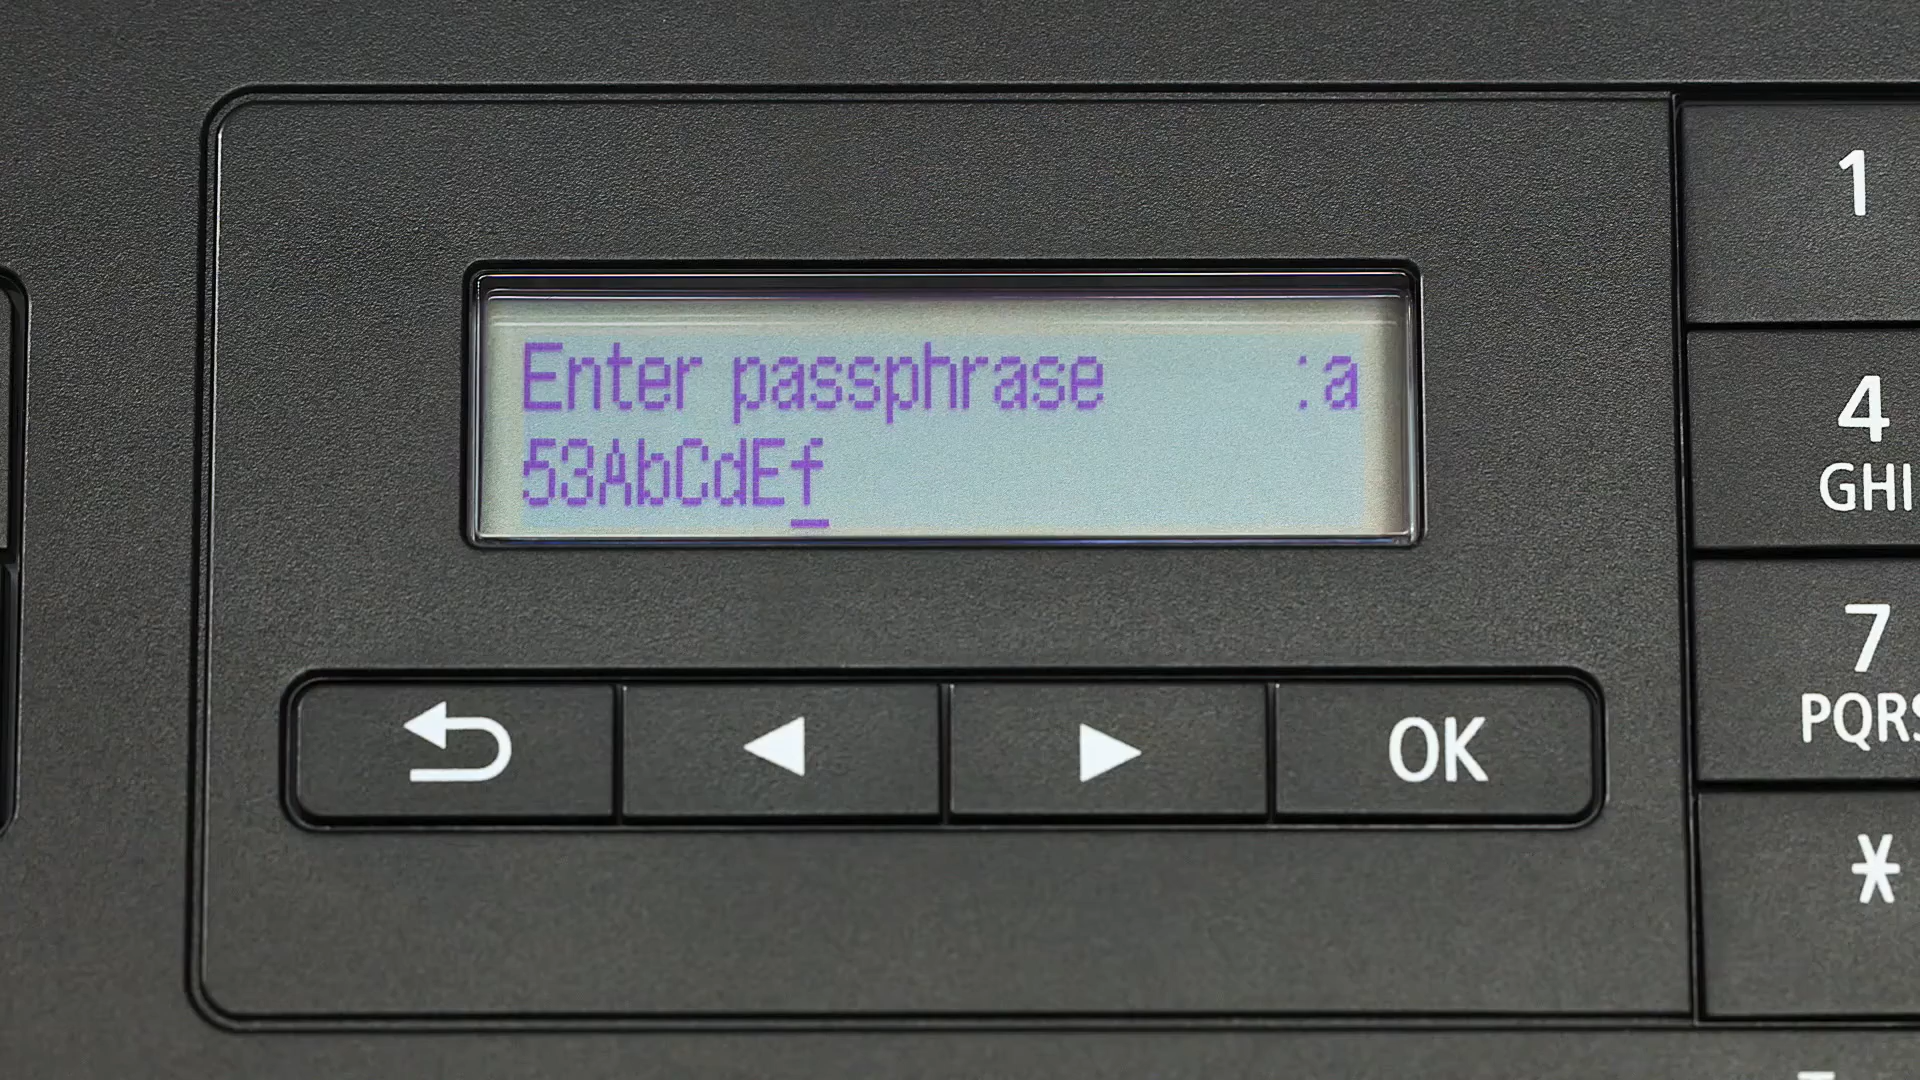 Enter passphrase :a
53AbCdEf
OK
1
4
GHI
7
PQRS
*